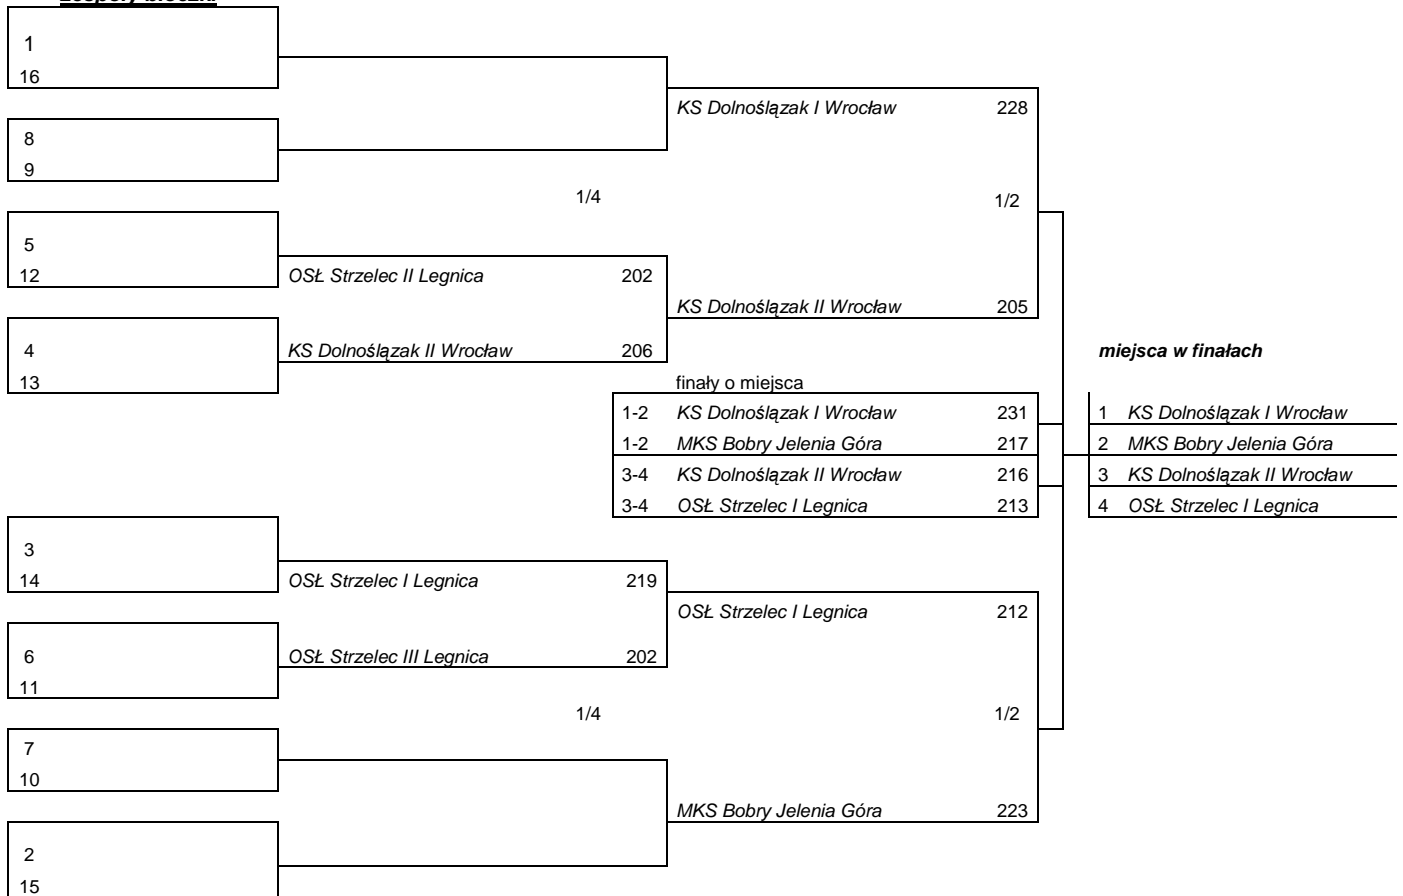 1
16
KS Dolnoślązak I Wrocław 228
8
9
1/4 1/2
5
12 OSŁ Strzelec II Legnica 202
KS Dolnoślązak II Wrocław 205
4 KS Dolnoślązak II Wrocław 206 miejsca w finałach
13 finały o miejsca
1-2 KS Dolnoślązak I Wrocław 231 1 KS Dolnoślązak I Wrocław
1-2 MKS Bobry Jelenia Góra 217 2 MKS Bobry Jelenia Góra
3-4 KS Dolnoślązak II Wrocław 216 3 KS Dolnoślązak II Wrocław
3-4 OSŁ Strzelec I Legnica 213 4 OSŁ Strzelec I Legnica
3
14 OSŁ Strzelec I Legnica 219
OSŁ Strzelec I Legnica 212
6 OSŁ Strzelec III Legnica 202
11
1/4 1/2
7
10
MKS Bobry Jelenia Góra 223
2
15